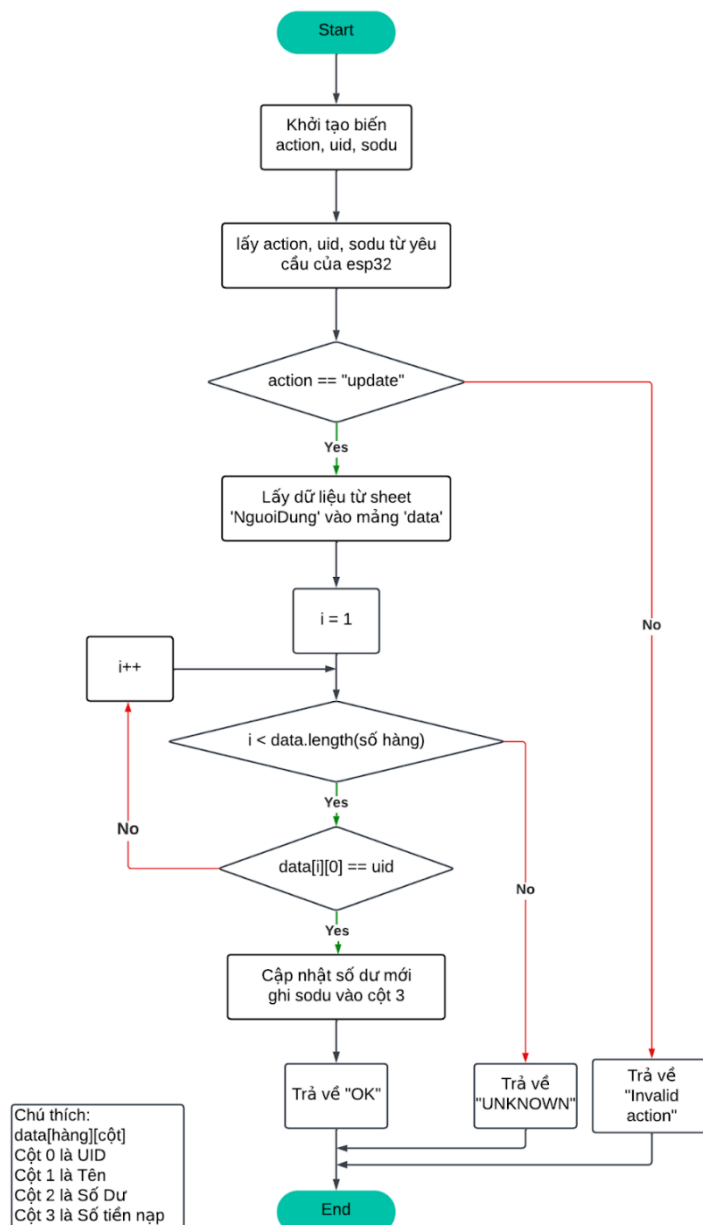 Start
Khởi tạo biến
action, uid, sodu
lấy action, uid, sodu từ yêu
cầu của esp32
action == "update"
Yes
Lấy dữ liệu từ sheet
'NguoiDung' vào mảng 'data'
i = 1
No
i++
i < data.length(số hàng)
Yes
No
data[i][0] == uid
No
Yes
Cập nhật số dư mới
ghi sodu vào cột 3
Trả về "OK"
Trả về
"UNKNOWN"
Trả về
"Invalid
action"
Chú thích:
data[hàng][cột]
Cột 0 là UID
Cột 1 là Tên
Cột 2 là Số Dư
Cột 3 là Số tiền nạp
End